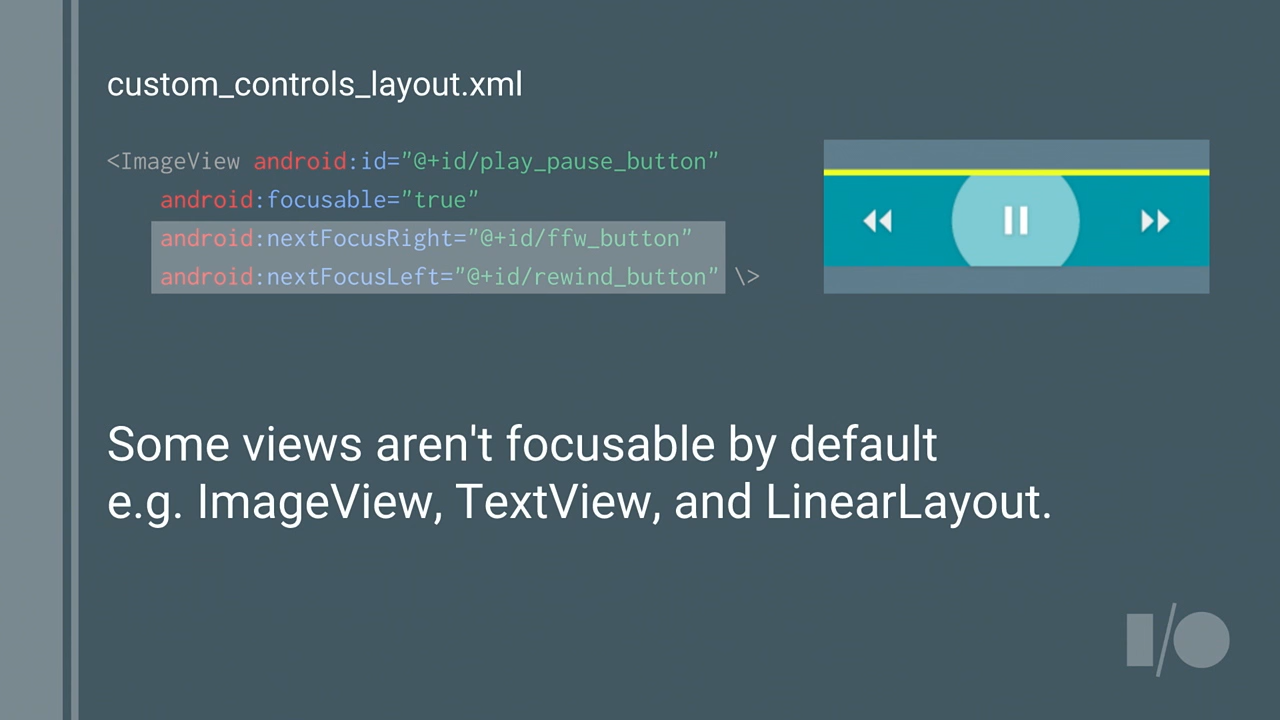 custom_controls_layout.xml
<ImageView android:id="@+id/play_pause_button"
android:focusable="true"
android:nextFocusRight="@+id/ffw_button"
android:nextFocusLeft="@+id/rewind_button" \>
Some views aren't focusable by default
e.g. ImageView, TextView, and LinearLayout.
I/O